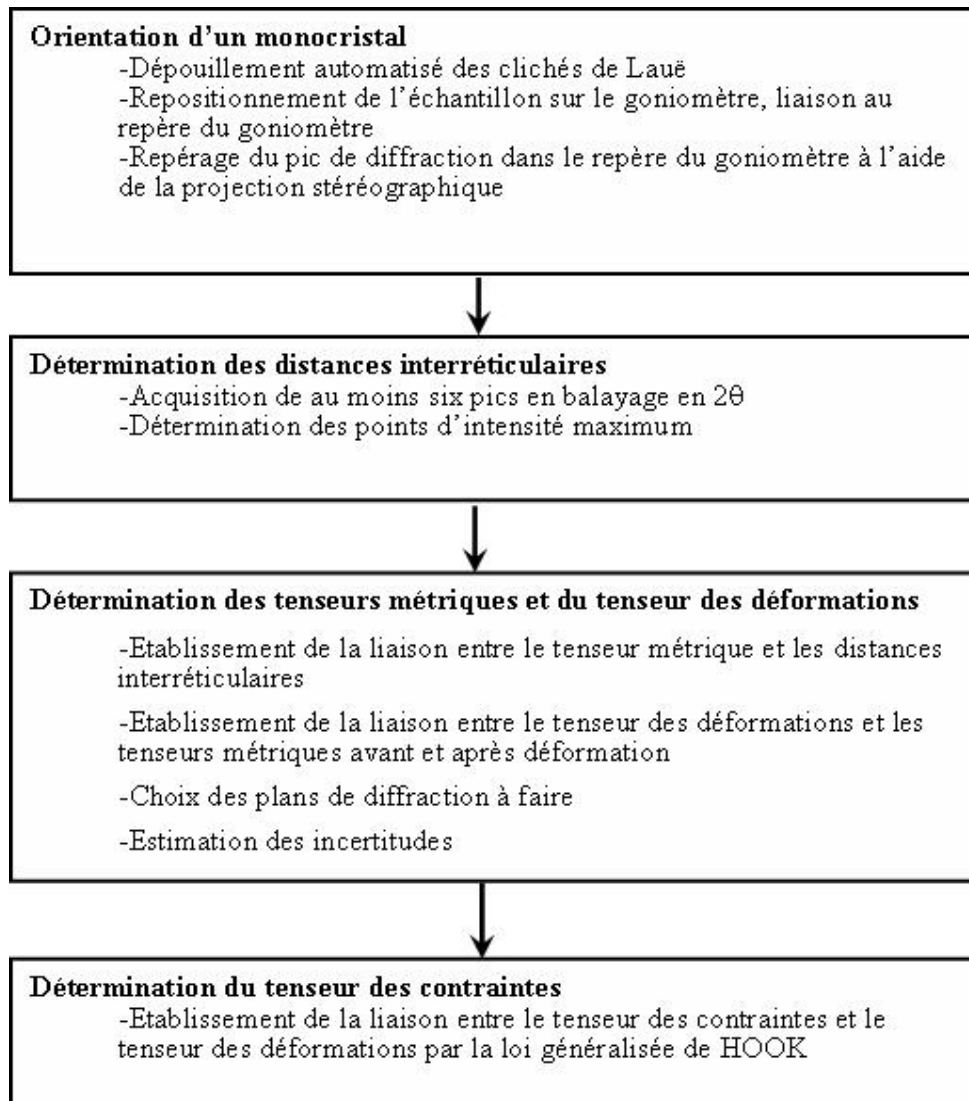 Orientation d'un monocristal
-Dépouillement automatisé des clichés de Lauë
-Repositionnement de l'échantillon sur le goniomètre, liaison au
repère du goniomètre
-Repérage du pic de diffraction dans le repère du goniomètre à l'aide
de la projection stéréographique
Détermination des distances interréticulaires
-Acquisition de au moins six pics en balayage en 2θ
-Détermination des points d'intensité maximum
Détermination des tenseurs métriques et du tenseur des déformations
-Etablissement de la liaison entre le tenseur métrique et les distances
interréticulaires
-Etablissement de la liaison entre le tenseur des déformations et les
tenseurs métriques avant et après déformation
-Choix des plans de diffraction à faire
-Estimation des incertitudes
Détermination du tenseur des contraintes
-Etablissement de la liaison entre le tenseur des contraintes et le
tenseur des déformations par la loi généralisée de HOOK